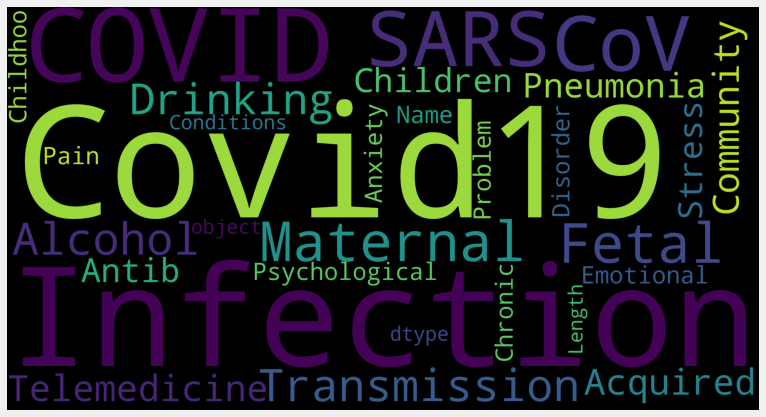 COVID
SARSCoV
Childhoo
Children
Pneumonia
Community
Drinking
Conditions
Name
Covid19
Pain
Anxiety
Problem
Disorder
Stress
Alcohol
object
Maternal
Fetal
Antib
Psychological
Emotional
Infection
dtype
Chronic
Length
Telemedicine
Transmission
Acquired